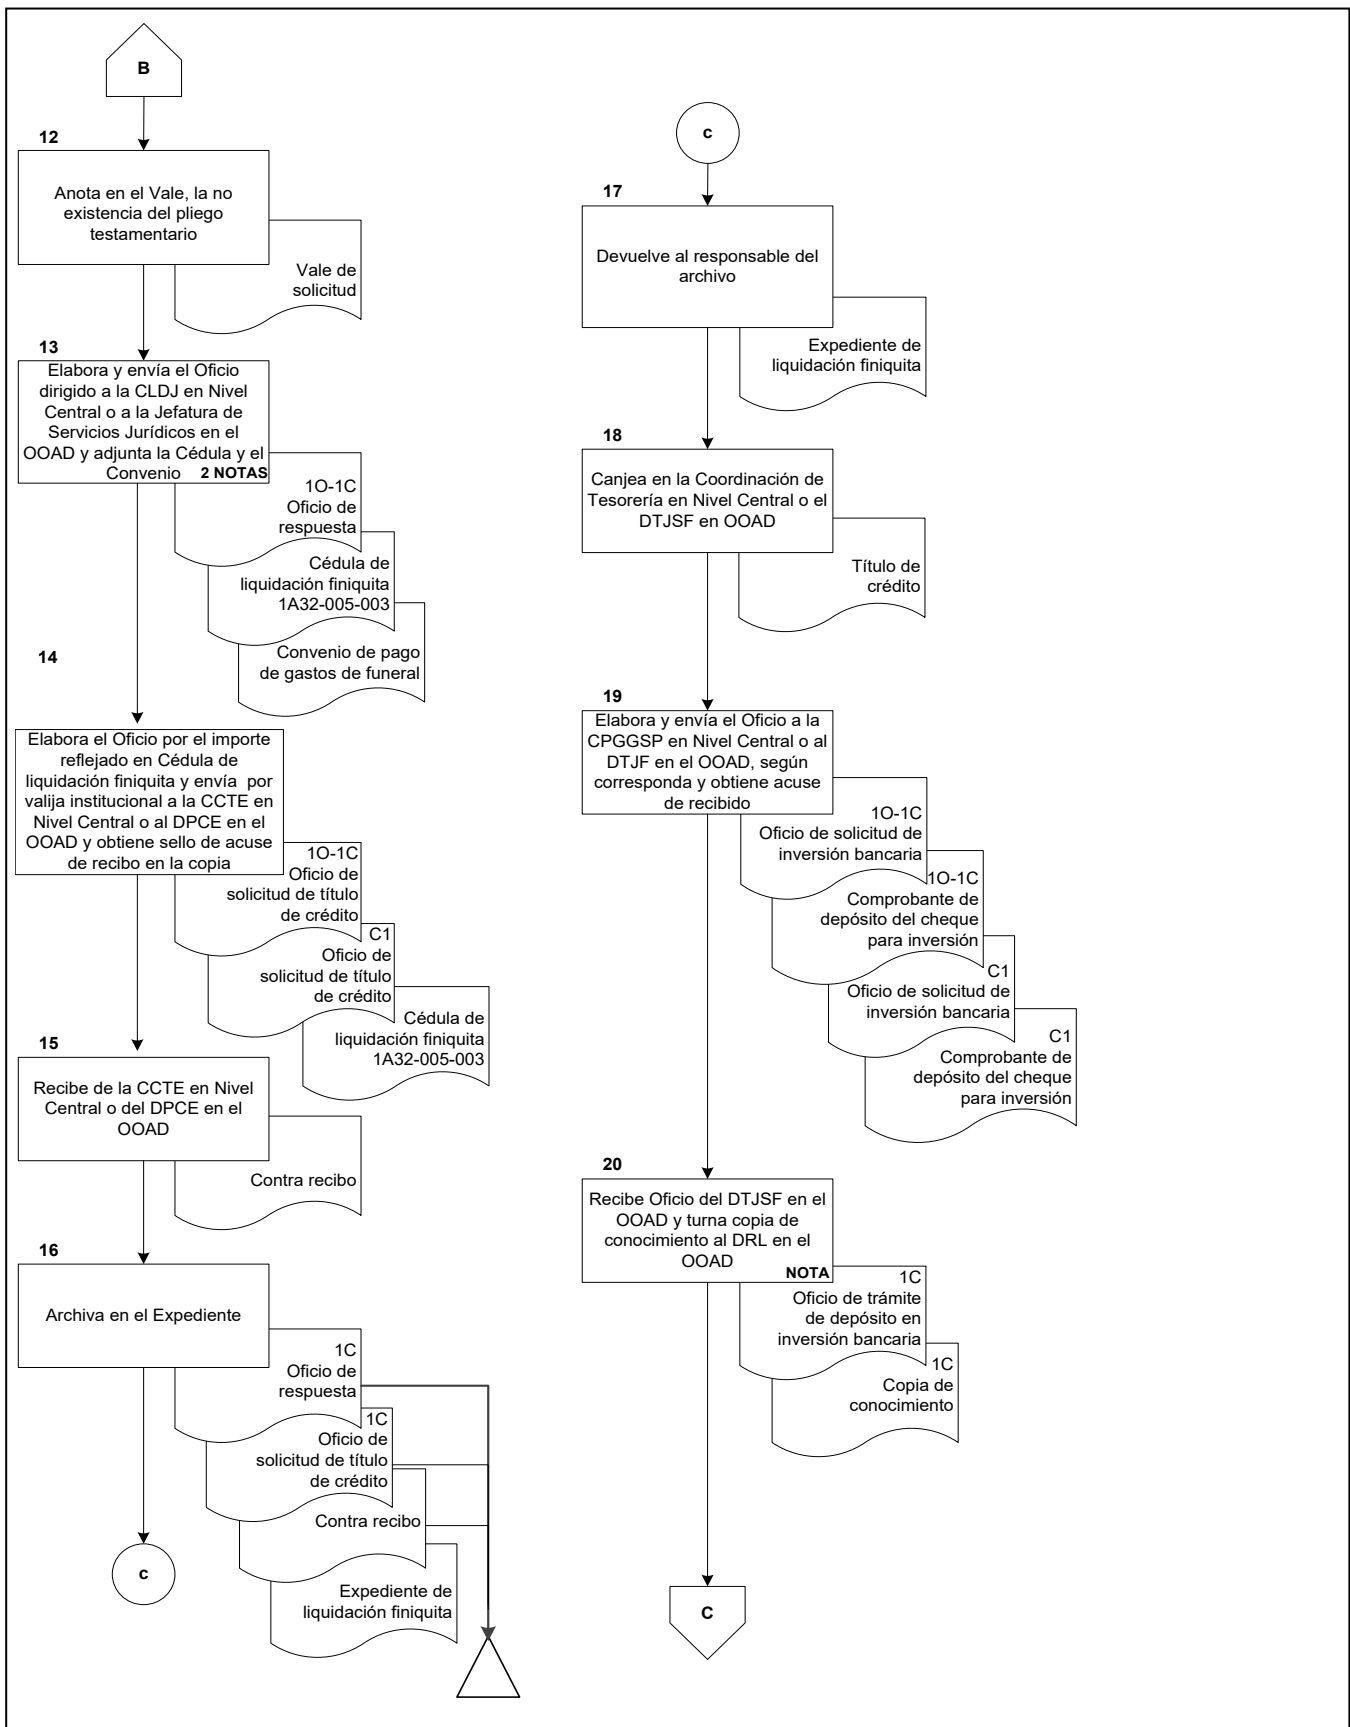 B
12
Anota en el Vale, la no
existencia del pliego
testamentario
Vale de
solicitud
13
Elabora y envía el Oficio
dirigido a la CLDJ en Nivel
Central o a la Jefatura de
Servicios Jurídicos en el
OOAD y adjunta la Cédula y el
Convenio 2 NOTAS
1O-1C
Oficio de
respuesta
Cédula de
liquidación finiquita
1A32-005-003
Convenio de pago
de gastos de funeral
14
Elabora el Oficio por el importe
reflejado en Cédula de
liquidación finiquita y envía por
valija institucional a la CCTE en
Nivel Central o al DPCE en el
OOAD y obtiene sello de acuse
de recibo en la copia
1O-1C
Oficio de
solicitud de título
de crédito
C1
Oficio de
solicitud de título
de crédito
Cédula de
liquidación finiquita
1A32-005-003
15
Recibe de la CCTE en Nivel
Central o del DPCE en el
OOAD
Contra recibo
16
Archiva en el Expediente
1C
Oficio de
respuesta
1C
Oficio de
solicitud de título
de crédito
Contra recibo
Expediente de
liquidación finiquita
c
c
17
Devuelve al responsable del
archivo
Expediente de
liquidación finiquita
18
Canjea en la Coordinación de
Tesorería en Nivel Central o el
DTJSF en OOAD
Título de
crédito
19
Elabora y envía el Oficio a la
CPGGSP en Nivel Central o al
DTJF en el OOAD, según
corresponda y obtiene acuse
de recibido
1O-1C
Oficio de solicitud de
inversión bancaria
1O-1C
Comprobante de
depósito del cheque
para inversión
C1
Oficio de solicitud de
inversión bancaria
C1
Comprobante de
depósito del cheque
para inversión
20
Recibe Oficio del DTJSF en el
OOAD y turna copia de
conocimiento al DRL en el
OOAD
NOTA
1C
Oficio de trámite
de depósito en
inversión bancaria
1C
Copia de
conocimiento
C